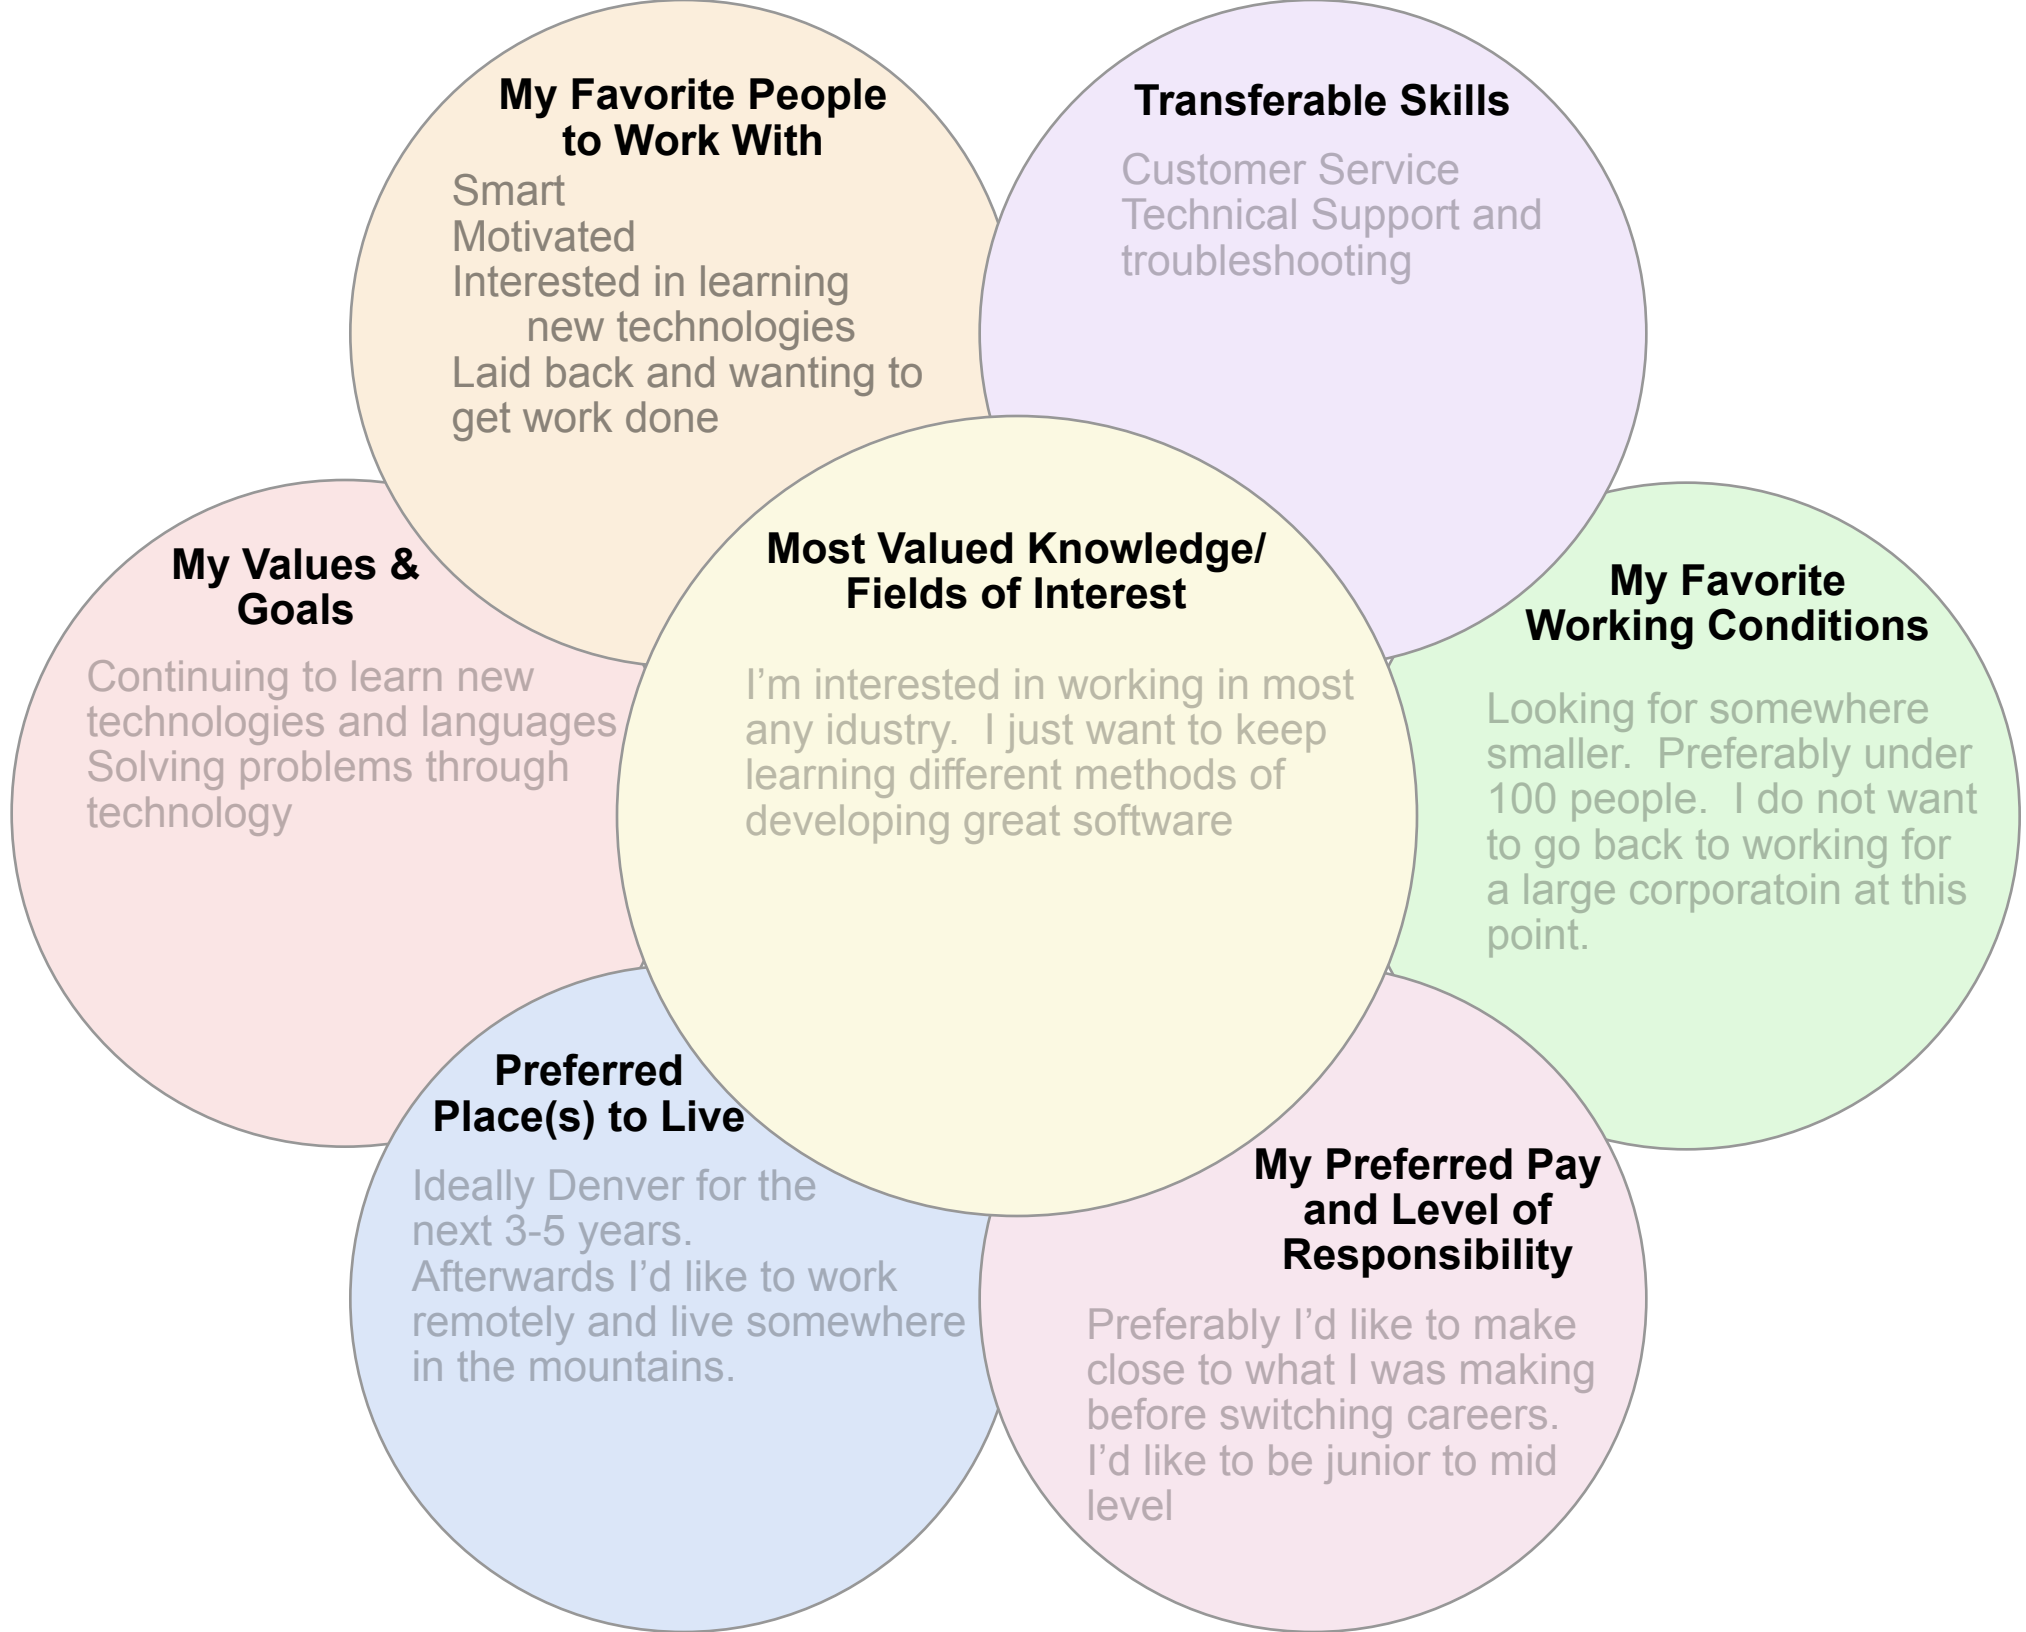 My Favorite People
to Work With
Smart
Motivated
Interested in learning
new technologies
Laid back and wanting to
get work done
Transferable Skills
Customer Service
Technical Support and
troubleshooting
My Values &
Goals
Continuing to learn new
technologies and languages
Solving problems through
technology
Most Valued Knowledge/
Fields of Interest
I’m interested in working in most
any idustry.  I just want to keep
learning different methods of
developing great software
My Favorite
Working Conditions
Looking for somewhere
smaller.  Preferably under
100 people.  I do not want
to go back to working for
a large corporatoin at this
point.
Preferred
Place(s) to Live
Ideally Denver for the
next 3-5 years.
Afterwards I’d like to work
remotely and live somewhere
in the mountains.
My Preferred Pay
and Level of
Responsibility
Preferably I’d like to make
close to what I was making
before switching careers.
I’d like to be junior to mid
level